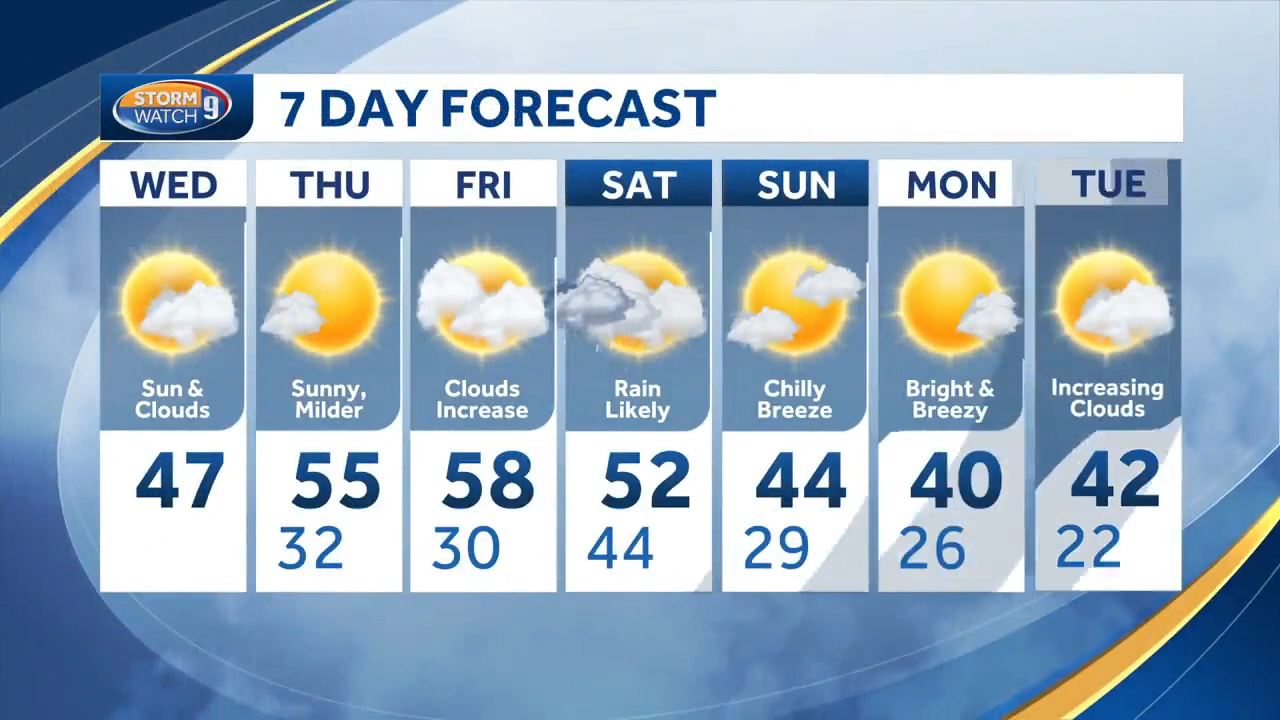 STORM
WATCH 9
7 DAY FORECAST
WED
THU
FRI
SAT
SUN
MON
TUE
Sun &
Clouds
Sunny,
Milder
Clouds
Increase
Rain
Likely
Chilly
Breeze
Bright &
Breezy
Increasing
Clouds
47
55
58
52
44
40
42
32
30
44
29
26
22